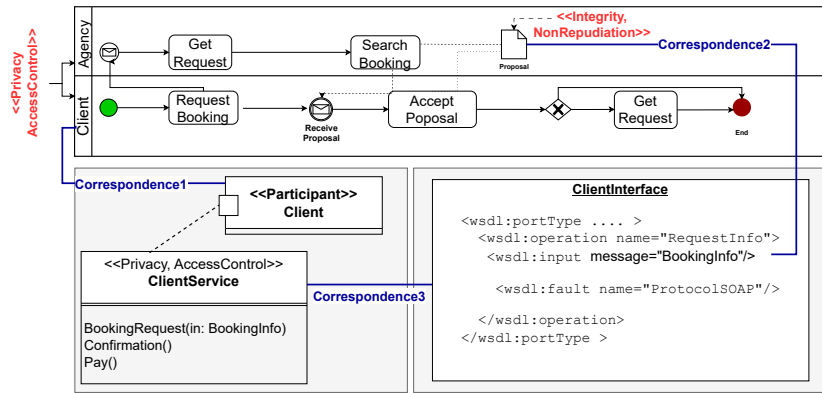 <<Integrity,
NonRepudiation>>
<<Privacy
AccessControl>>
Agency
Get
Request
Search
Booking
Proposal
Correspondence2
Client
Request
Booking
Receive
Proposal
Accept
Poposal
Get
Request
End
Correspondence1
<<Participant>>
Client
<<Privacy, AccessControl>>
ClientService
BookingRequest(in: BookingInfo)
Confirmation()
Pay()
Correspondence3
ClientInterface
<wsdl:portType .... >
<wsdl:operation name="RequestInfo">
<wsdl:input message="BookingInfo"/>
<wsdl:fault name="ProtocolSOAP"/>
</wsdl:operation>
</wsdl:portType >